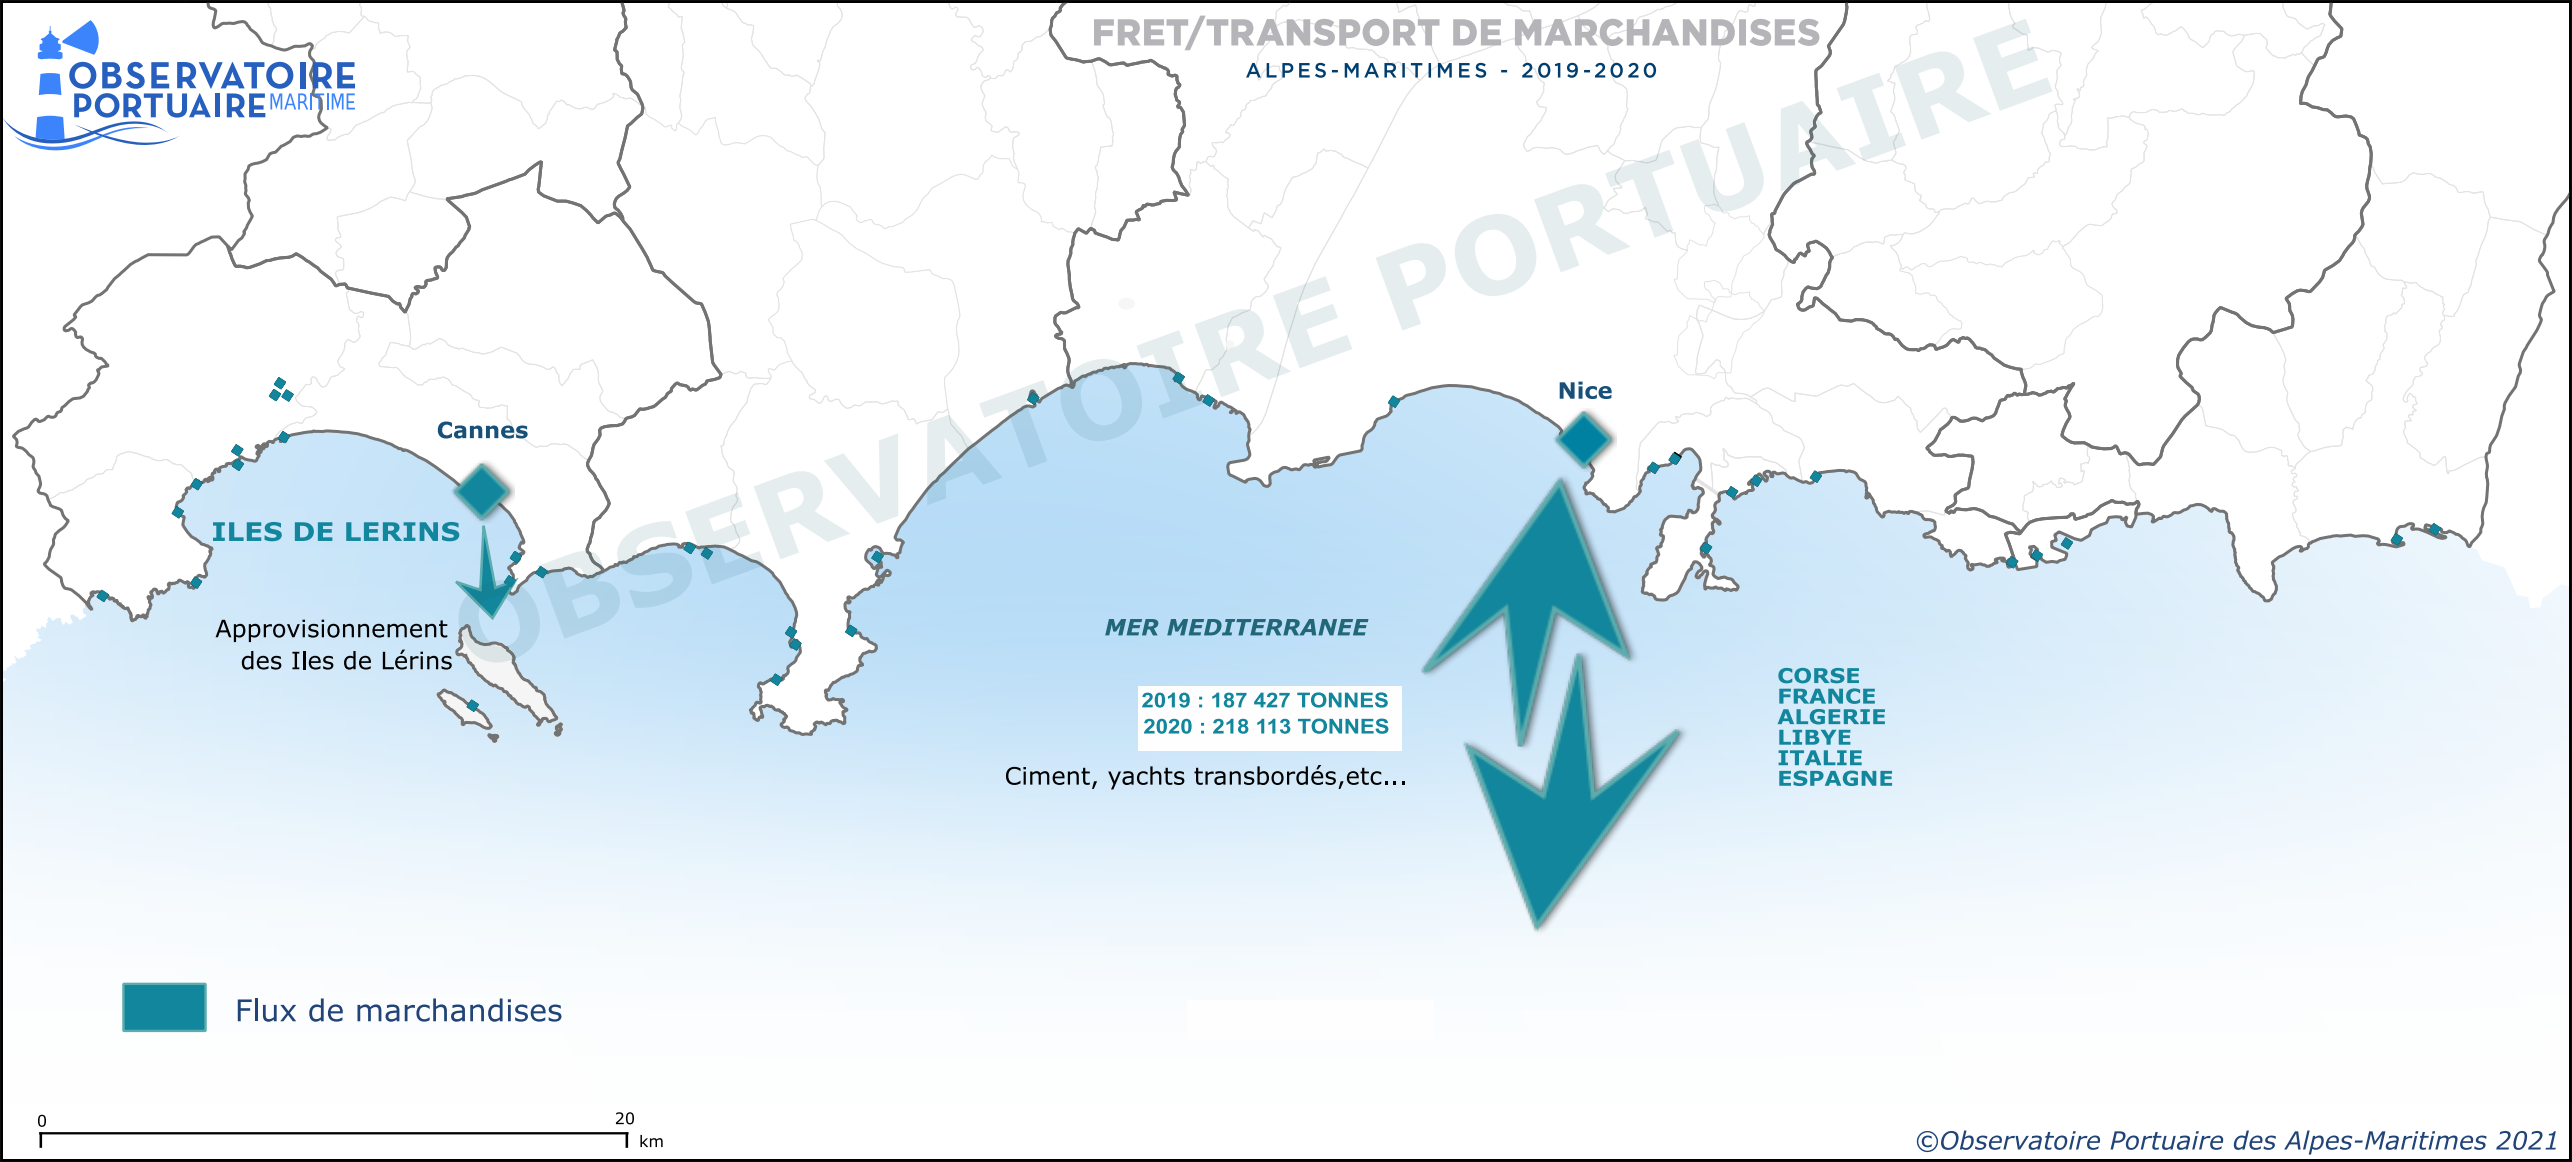 FRET/TRANSPORT DE MARCHANDISES
ALPES-MARITIMES - 2019-2020
OBSERVATOIRE
PORTUAIRE MARITIME
OBSERVATOIRE PORTUAIRE
Nice
Cannes
ILES DE LERINS
Approvisionnement
des Iles de Lérins
MER MEDITERRANEE
2019 : 187 427 TONNES
2020 : 218 113 TONNES
Ciment, yachts transbordés,etc...
CORSE
FRANCE
ALGERIE
LIBYE
ITALIE
ESPAGNE
Flux de marchandises
0 20
km
©Observatoire Portuaire des Alpes-Maritimes 2021